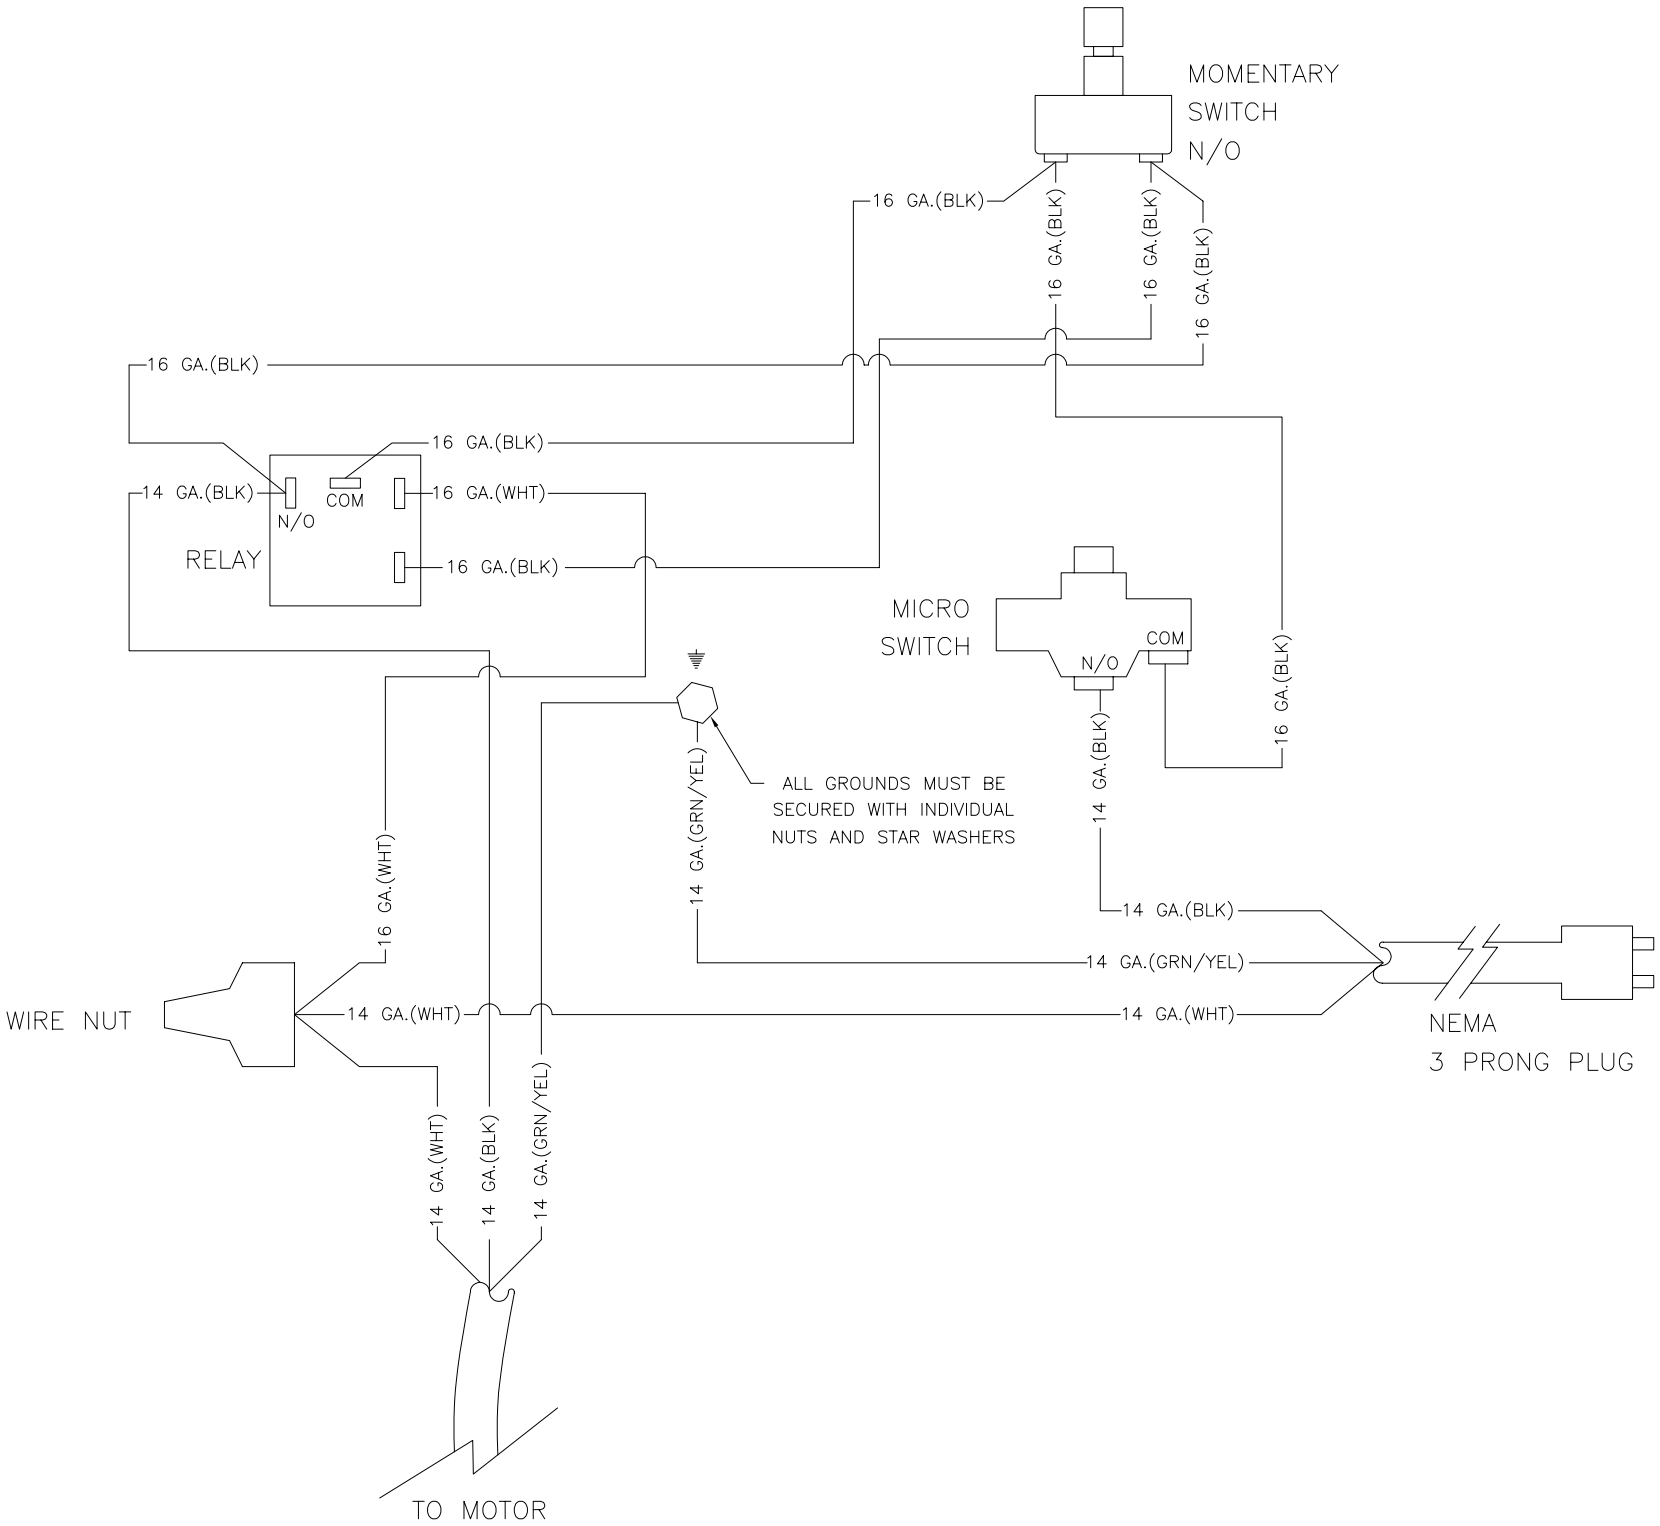 MOMENTARY
SWITCH
N/O
16 GA.(BLK)
16 GA.(BLK)
16 GA.(BLK)
16 GA.(BLK)
16 GA.(BLK)
16 GA.(BLK)
14 GA.(BLK)
COM
N/O
16 GA.(WHT)
RELAY
16 GA.(BLK)
MICRO
SWITCH
COM
N/O
16 GA.(BLK)
14 GA.(BLK)
14 GA.(GRN/YEL)
ALL GROUNDS MUST BE
SECURED WITH INDIVIDUAL
NUTS AND STAR WASHERS
16 GA.(WHT)
14 GA.(BLK)
14 GA.(GRN/YEL)
WIRE NUT
14 GA.(WHT)
14 GA.(WHT)
NEMA
3 PRONG PLUG
14 GA.(WHT)
14 GA.(BLK)
14 GA.(GRN/YEL)
TO MOTOR